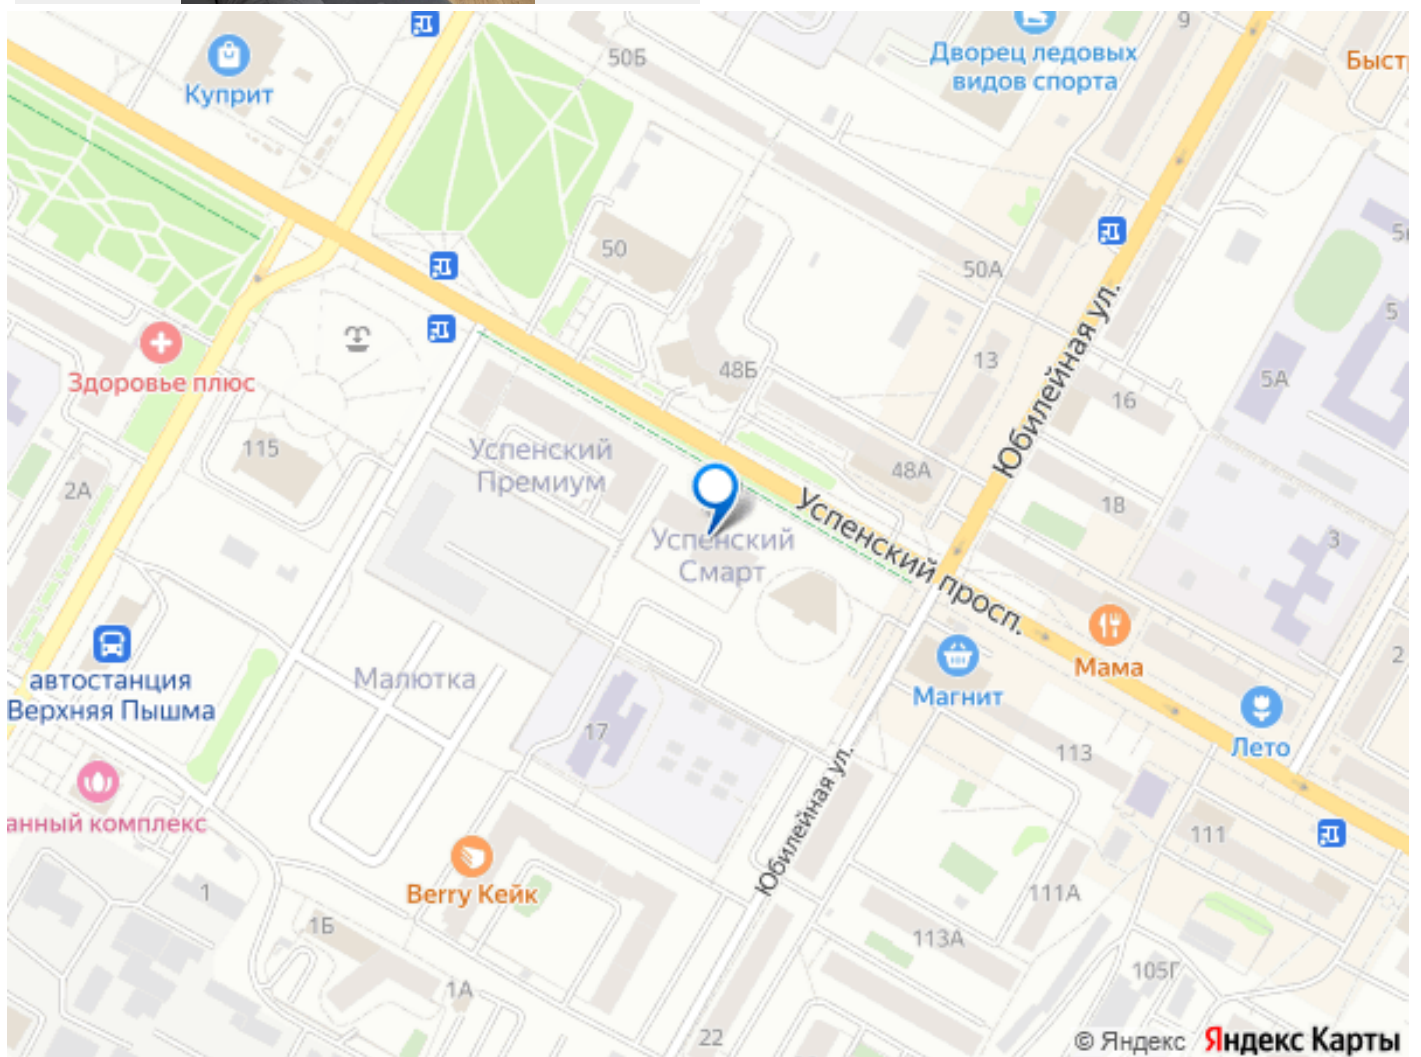 50Б
9
Дворец ледовых
видов спорта
Быст
Куприт
50
50А
5
48Б
13
5А
16
Здоровье плюс
115
2А
Успенский
Премиум
48А
18
Юбилейная ул.
Успенский
Смарт
Успенский просп.
3
2
автостанция
Верхняя Пышма
Малютка
Магнит
Мама
Лето
17
113
111
анный комплекс
Юбилейная ул.
Berry Кейк
1
1Б
111А
113А
105Г
1А
22
© Яндекс Яндекс Карты